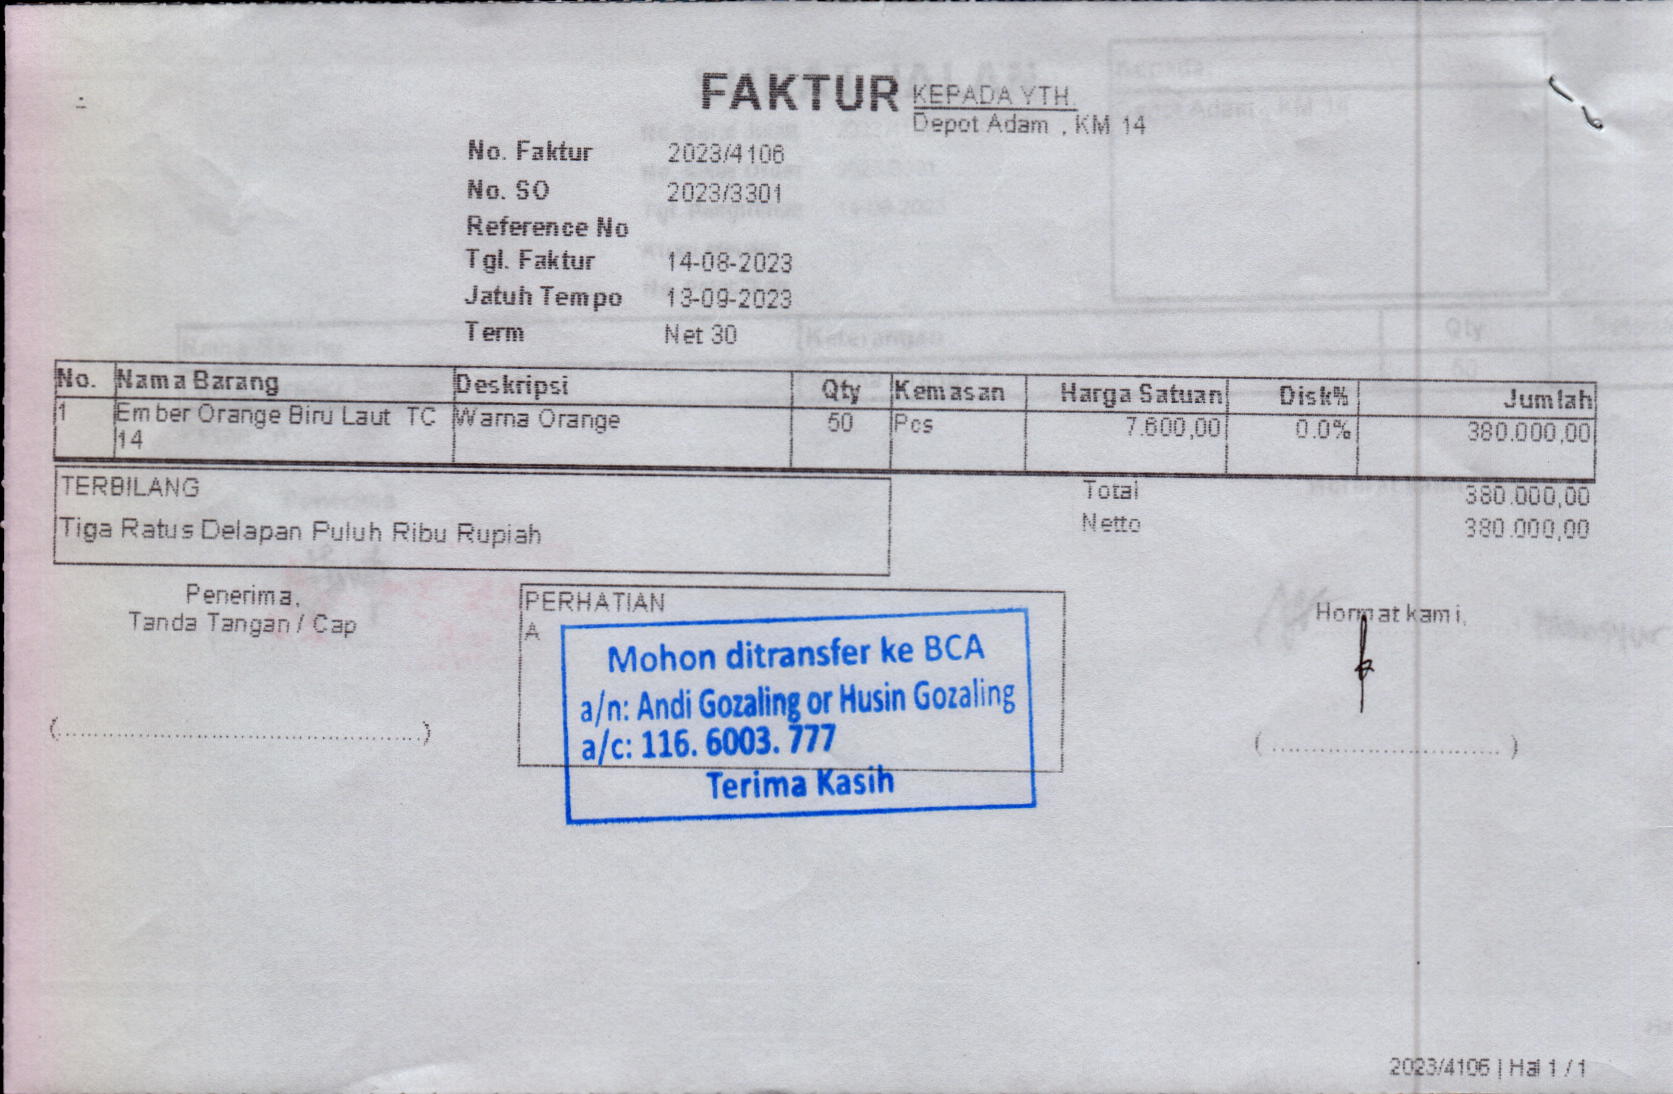 FAKTUR
KEPADA YTH.
Depot Adam , KM 14
No. Faktur 2023/4106
No. SO 2023/3301
Reference No
Tgl. Faktur 14-08-2023
Jatuh Tempo 13-09-2023
Term Net 30
No. Nama Barang Deskripsi Qty Kemasan Harga Satuan Disk% Jumlah
1 Ember Orange Biru Laut TC Warna Orange 50 Pcs 7.600,00 0.0% 380.000,00
14
TERBILANG
Tiga Ratus Delapan Puluh Ribu Rupiah
Total 380.000,00
Netto 380.000,00
Penerima,
Tanda Tangan / Cap
PERHATIAN
A
Mohon ditransfer ke BCA
a/n: Andi Gozaling or Husin Gozaling
a/c: 116. 6003. 777
Terima Kasih
Hormat kami,
(....................................................)
( ................................ )
2023/4106 | Hal 1 / 1